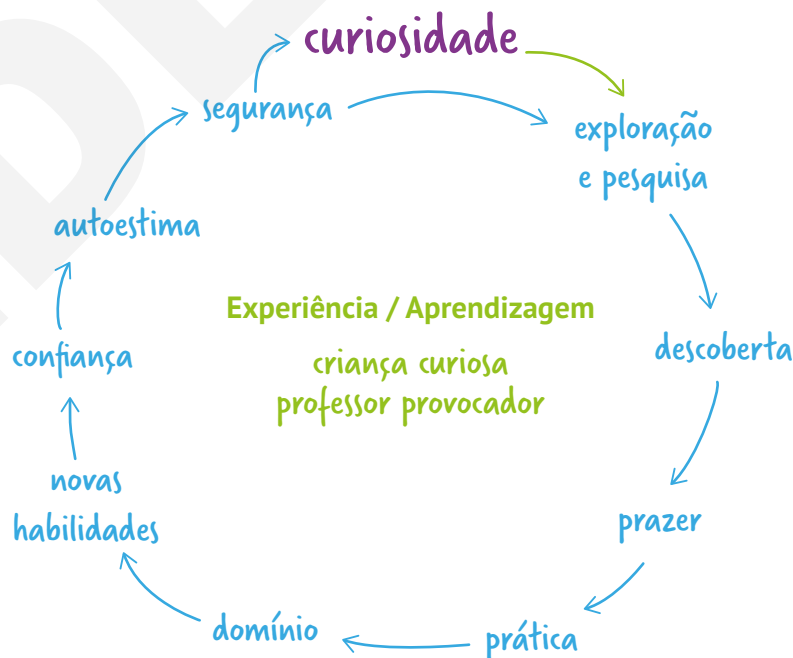 curiosidade
segurança
exploração
e pesquisa
autoestima
Experiência / Aprendizagem
criança curiosa
professor provocador
descoberta
confiança
novas
habilidades
prazer
domínio
prática